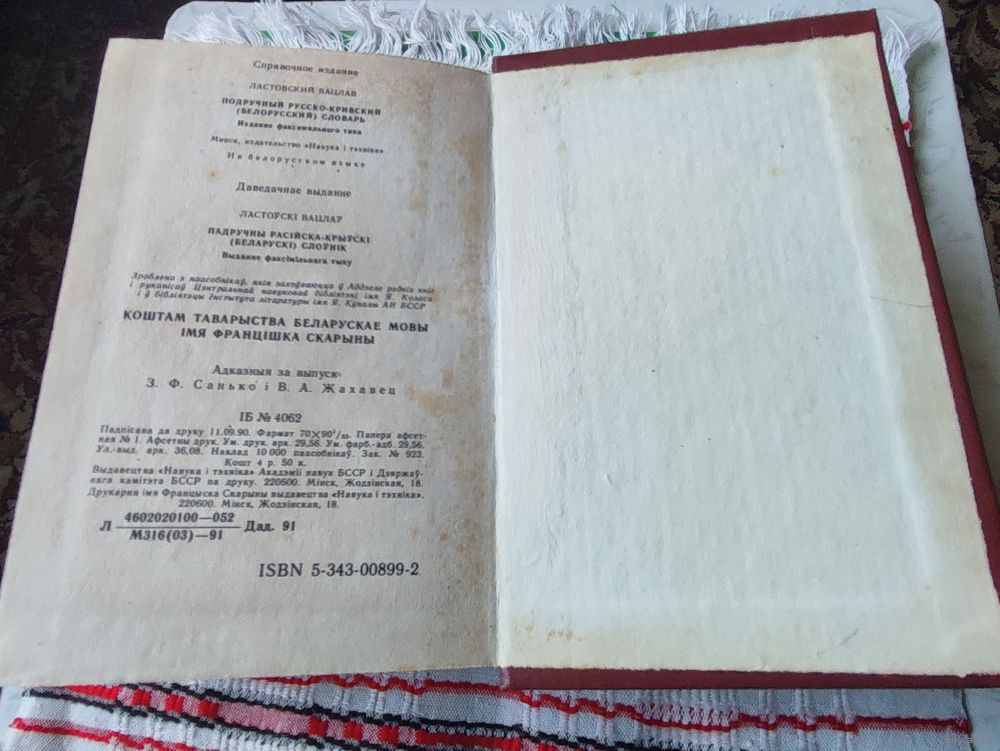 Справочное издание
ЛАСТОВСКИЙ ВАЦЛАВ
ПОДРУЧНЫЙ РУССКО-КРИВСКИЙ
(БЕЛОРУССКИЙ) СЛОВАРЬ
Издание факсимильного типа
Минск, издательство «Навука і тэхніка»
На белорусском языке
Даведачнае выданне
ЛАСТОЎСКІ ВАЦЛАЎ
ПАДРУЧНЫ РАСІЙСКА-КРЫЎСКІ
(БЕЛАРУСКІ) СЛОЎНІК
Выданне факсімільнага тыпу
Зроблена з паасобнікаў, якія захоўваюцца ў Аддзеле рэдкіх кніг
і рукапісаў Цэнтральнай навуковай бібліятэкі імя Я. Коласа
і ў бібліятэцы Інстытута літаратуры імя Я. Купалы АН БССР
КОШТАМ ТАВАРЫСТВА БЕЛАРУСКАЕ МОВЫ
ІМЯ ФРАНЦІШКА СКАРЫНЫ
Адказныя за выпуск
З. Ф. Санько і В. А. Жахавец
ІБ № 4062
Падпісана да друку 11.09.90. Фармат 70×90¹/₃₂. Папера афсет-
ная № 1. Афсетны друк. Ум. друк. арк. 29,56. Ум. фарб.-адб. 29,56.
Ул.-выд. арк. 36,08. Наклад 10 000 паасобнікаў. Зак. № 923.
Кошт 4 р. 50 к.
Выдавецтва «Навука і тэхніка» Акадэміі навук БССР і Дзяржаў-
нага камітэта БССР па друку. 220600. Мінск, Жодзінская, 18.
Друкарня імя Францыска Скарыны выдавецтва «Навука і тэхніка».
220600. Мінск, Жодзінская, 18.
Л 4602020100—052 Дад. 91
М316(03)—91
ISBN 5-343-00899-2